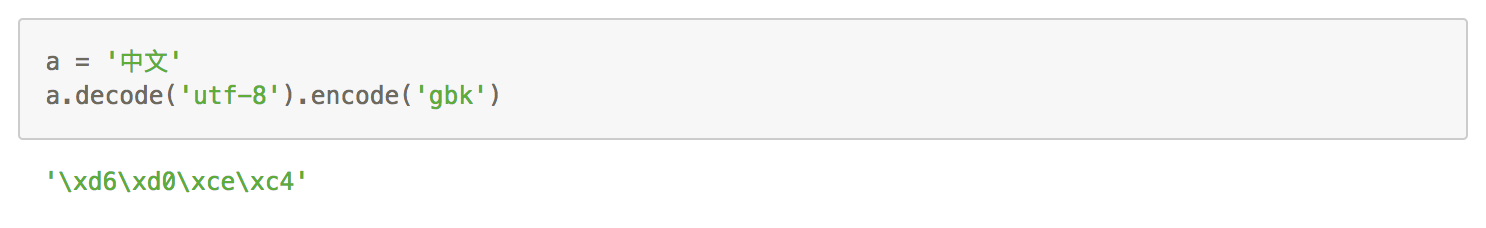 a = '中文'
a.decode('utf-8').encode('gbk')
'\xd6\xd0\xce\xc4'